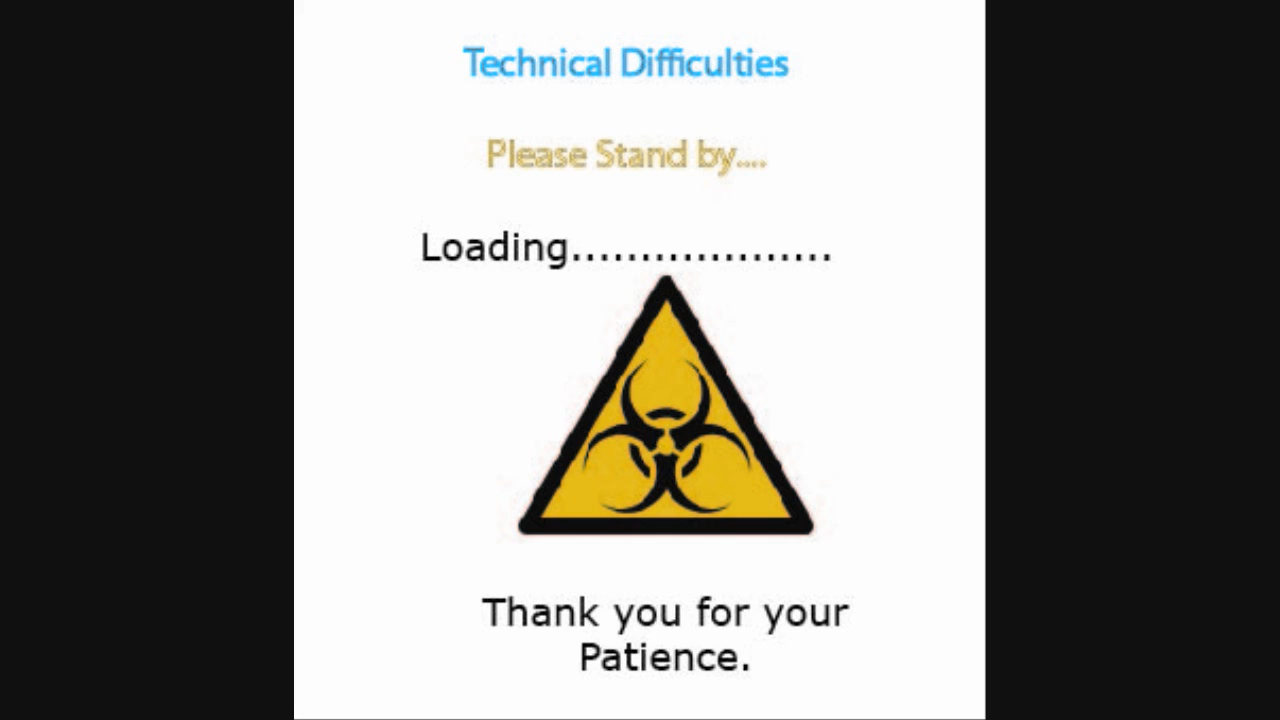 Technical Difficulties
Please Stand by....
Loading...................
Thank you for your
Patience.